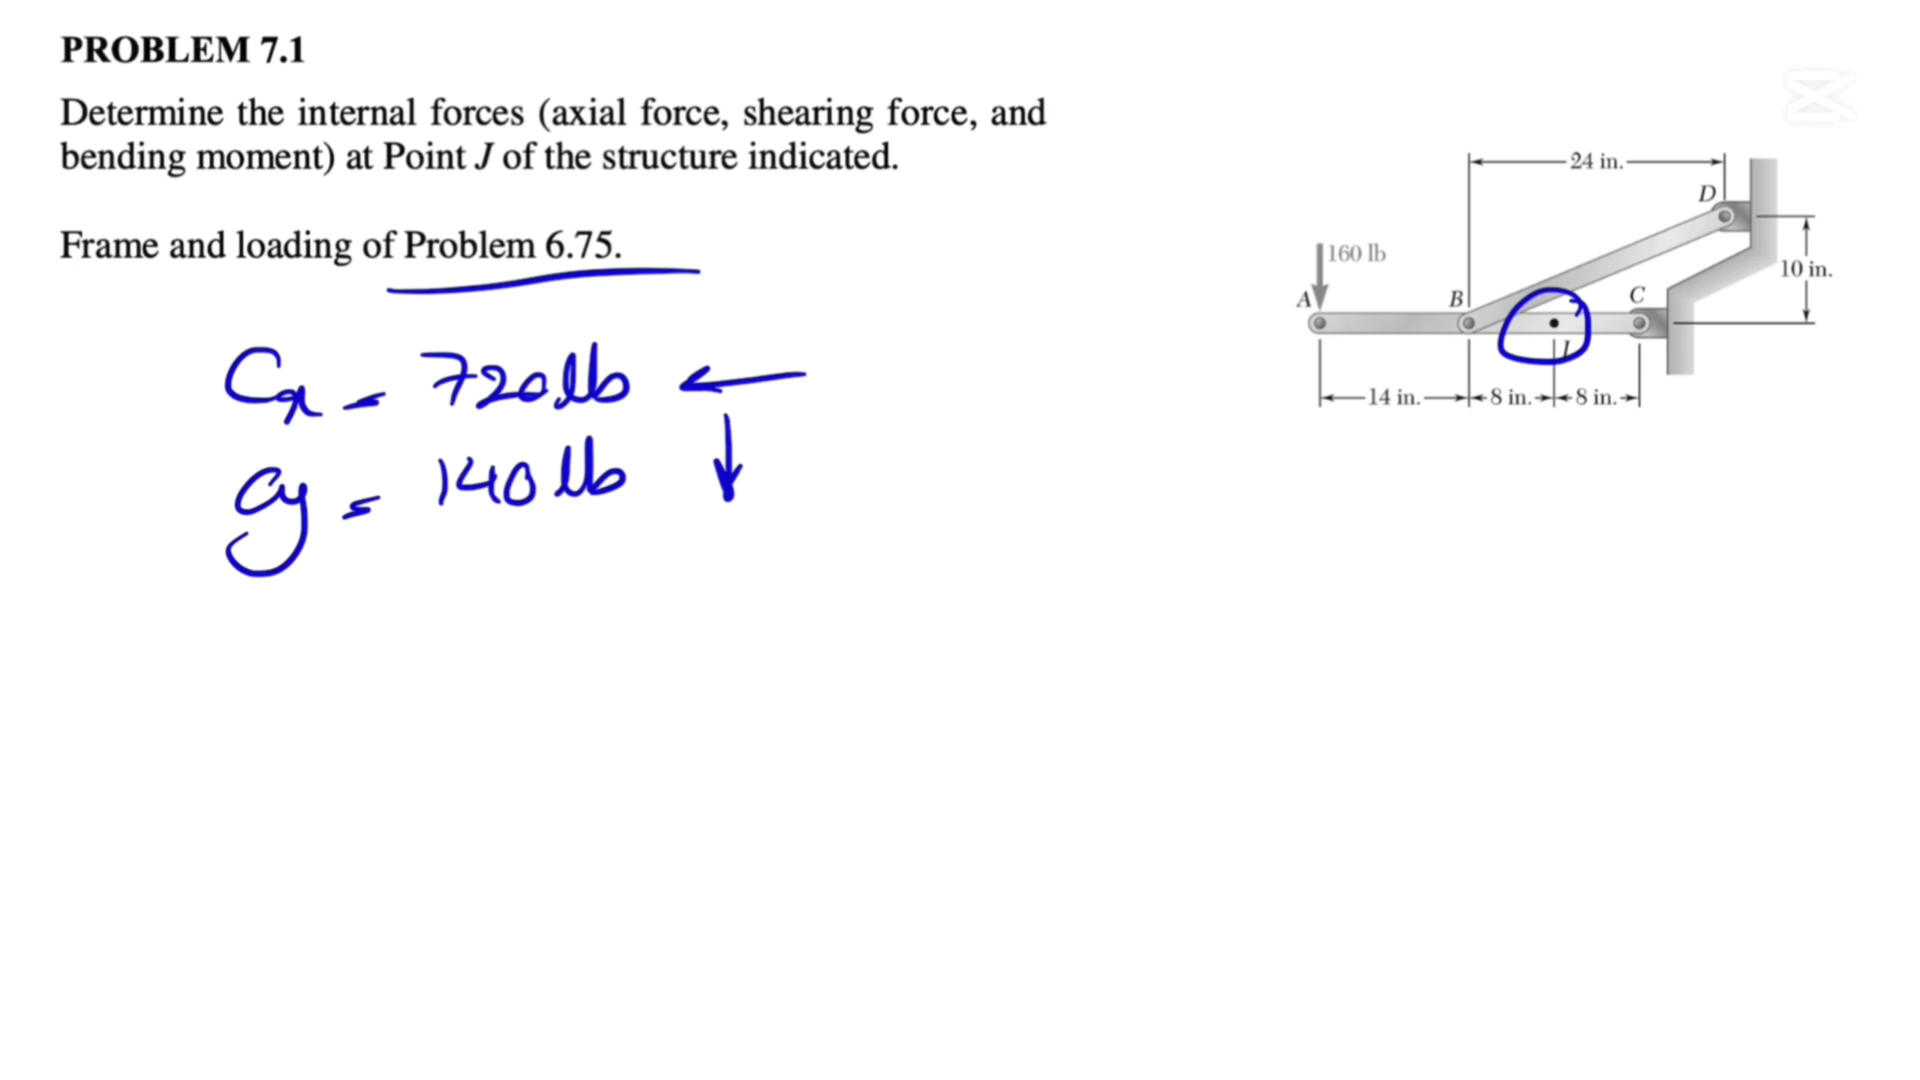 PROBLEM 7.1
Determine the internal forces (axial force, shearing force, and
bending moment) at Point J of the structure indicated.
Frame and loading of Problem 6.75.
Cx = 720 lb ←
Cy = 140 lb ↓
24 in.
D
160 lb
10 in.
A
B
C
J
14 in.
8 in.
8 in.